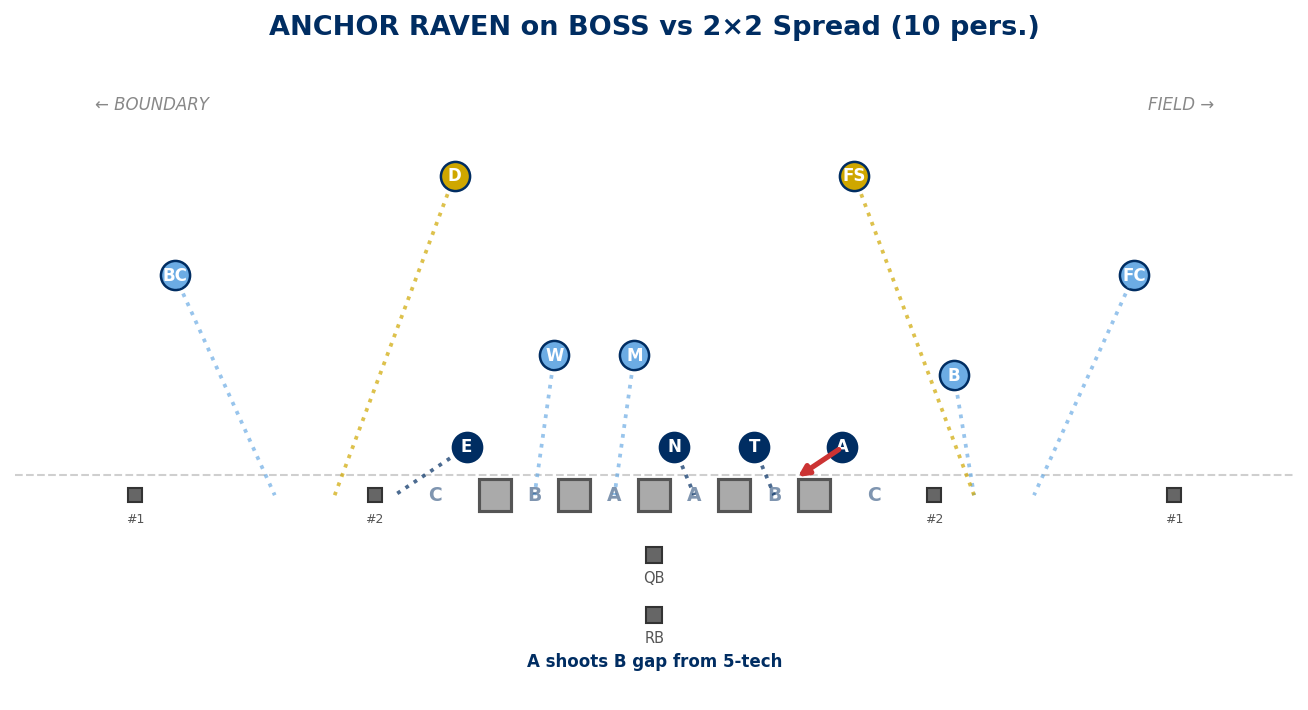 ANCHOR RAVEN on BOSS vs 2×2 Spread (10 pers.)
← BOUNDARY
FIELD →
D
FS
BC
FC
W
M
B
E
N
T
A
C
B
A
A
B
C
#1
#2
#2
#1
QB
RB
A shoots B gap from 5-tech